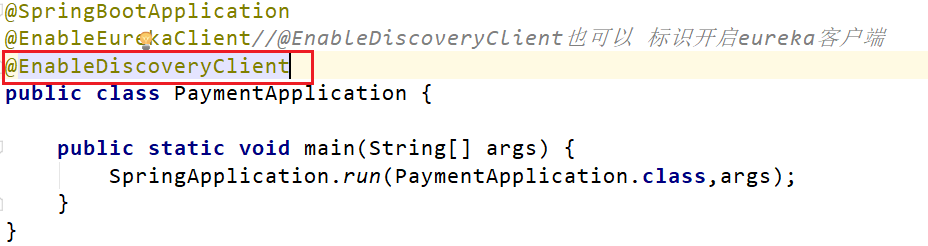 @SpringBootApplication
@EnableEurekaClient//@EnableDiscoveryClient也可以 标识开启eureka客户端
@EnableDiscoveryClient
public class PaymentApplication {
public static void main(String[] args) {
SpringApplication.run(PaymentApplication.class,args);
}
}